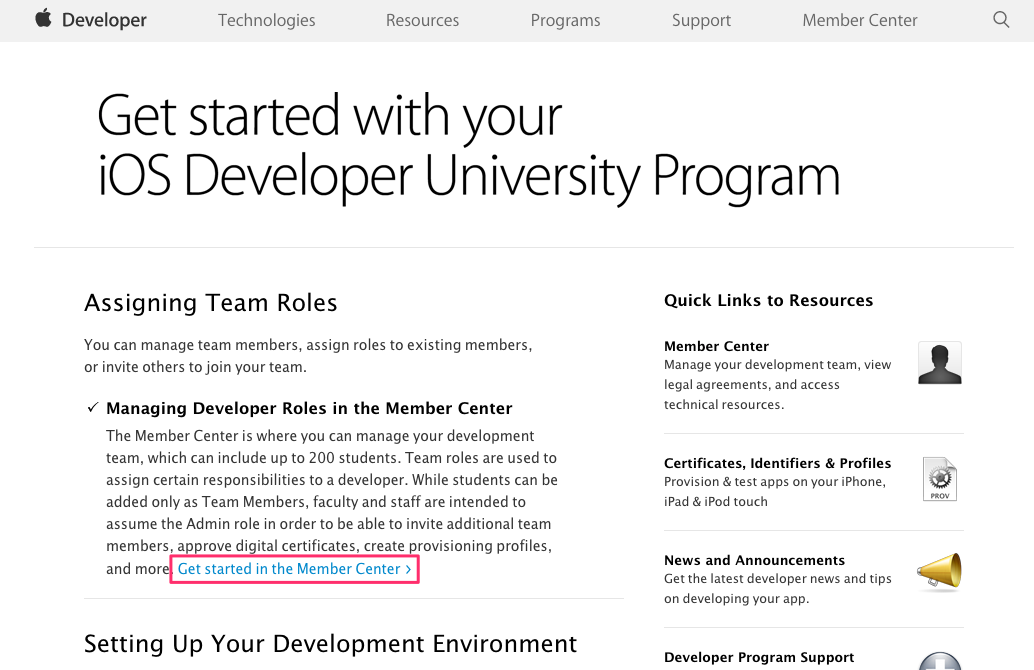 Developer
Technologies
Resources
Programs
Support
Member Center
Get started with your
iOS Developer University Program
Assigning Team Roles
You can manage team members, assign roles to existing members,
or invite others to join your team.
✓ Managing Developer Roles in the Member Center
The Member Center is where you can manage your development
team, which can include up to 200 students. Team roles are used to
assign certain responsibilities to a developer. While students can be
added only as Team Members, faculty and staff are intended to
assume the Admin role in order to be able to invite additional team
members, approve digital certificates, create provisioning profiles,
and more. Get started in the Member Center >
Setting Up Your Development Environment
Quick Links to Resources
Member Center
Manage your development team, view
legal agreements, and access
technical resources.
Certificates, Identifiers & Profiles
Provision & test apps on your iPhone,
iPad & iPod touch
PROV
News and Announcements
Get the latest developer news and tips
on developing your app.
Developer Program Support